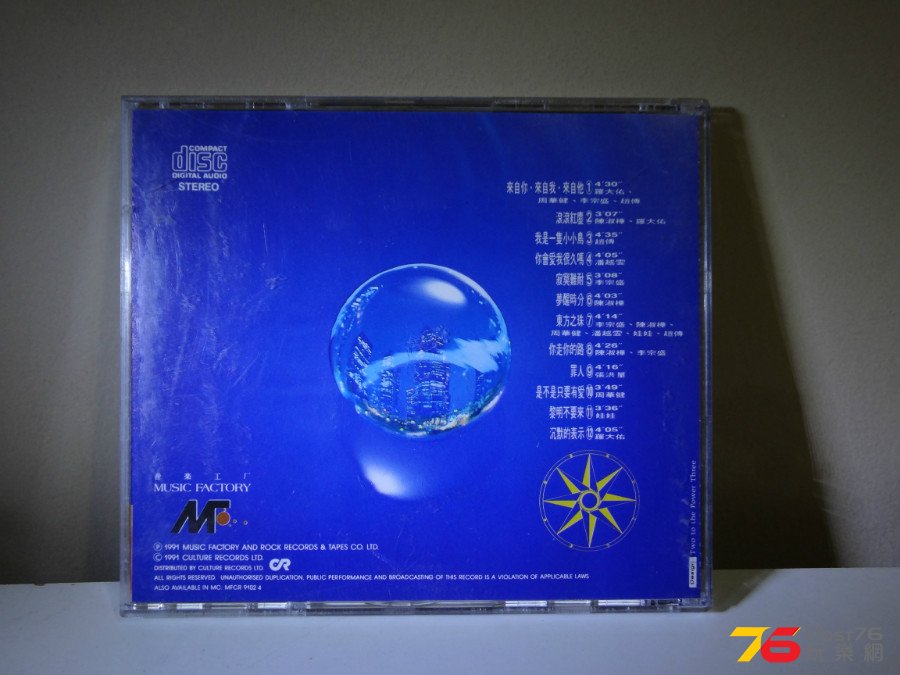 COMPACT
disc
DIGITAL AUDIO
STEREO
來自你·來自我·來自他 ① 4'30" 羅大佑、
周華健、李宗盛、趙傳
滾滾紅塵 ② 3'07" 陳淑樺、羅大佑
我是一隻小小鳥 ③ 4'35" 趙傳
你會愛我很久嗎 ④ 4'05" 潘越雲
寂寞難耐 ⑤ 3'08" 李宗盛
夢醒時分 ⑥ 4'03" 陳淑樺
東方之珠 ⑦ 4'14" 李宗盛、陳淑樺、
周華健、潘越雲、娃娃、趙傳
你走你的路 ⑧ 4'26" 陳淑樺、李宗盛
罪人 ⑨ 4'16" 張洪量
是不是只要有愛 ⑩ 3'49" 周華健
黎明不要來 ⑪ 3'36" 娃娃
沉默的表示 ⑫ 4'05" 羅大佑
音樂工厂
MUSIC FACTORY
MF
Ⓟ 1991 MUSIC FACTORY AND ROCK RECORDS & TAPES CO. LTD.
© 1991 CULTURE RECORDS LTD.
DISTRIBUTED BY CULTURE RECORDS LTD. CR
ALL RIGHTS RESERVED. UNAUTHORISED DUPLICATION, PUBLIC PERFORMANCE AND BROADCASTING OF THIS RECORD IS A VIOLATION OF APPLICABLE LAWS
ALSO AVAILABLE IN MC. MFCR 9102 4
Design Two to the Power Three
76 Post76
玩樂網